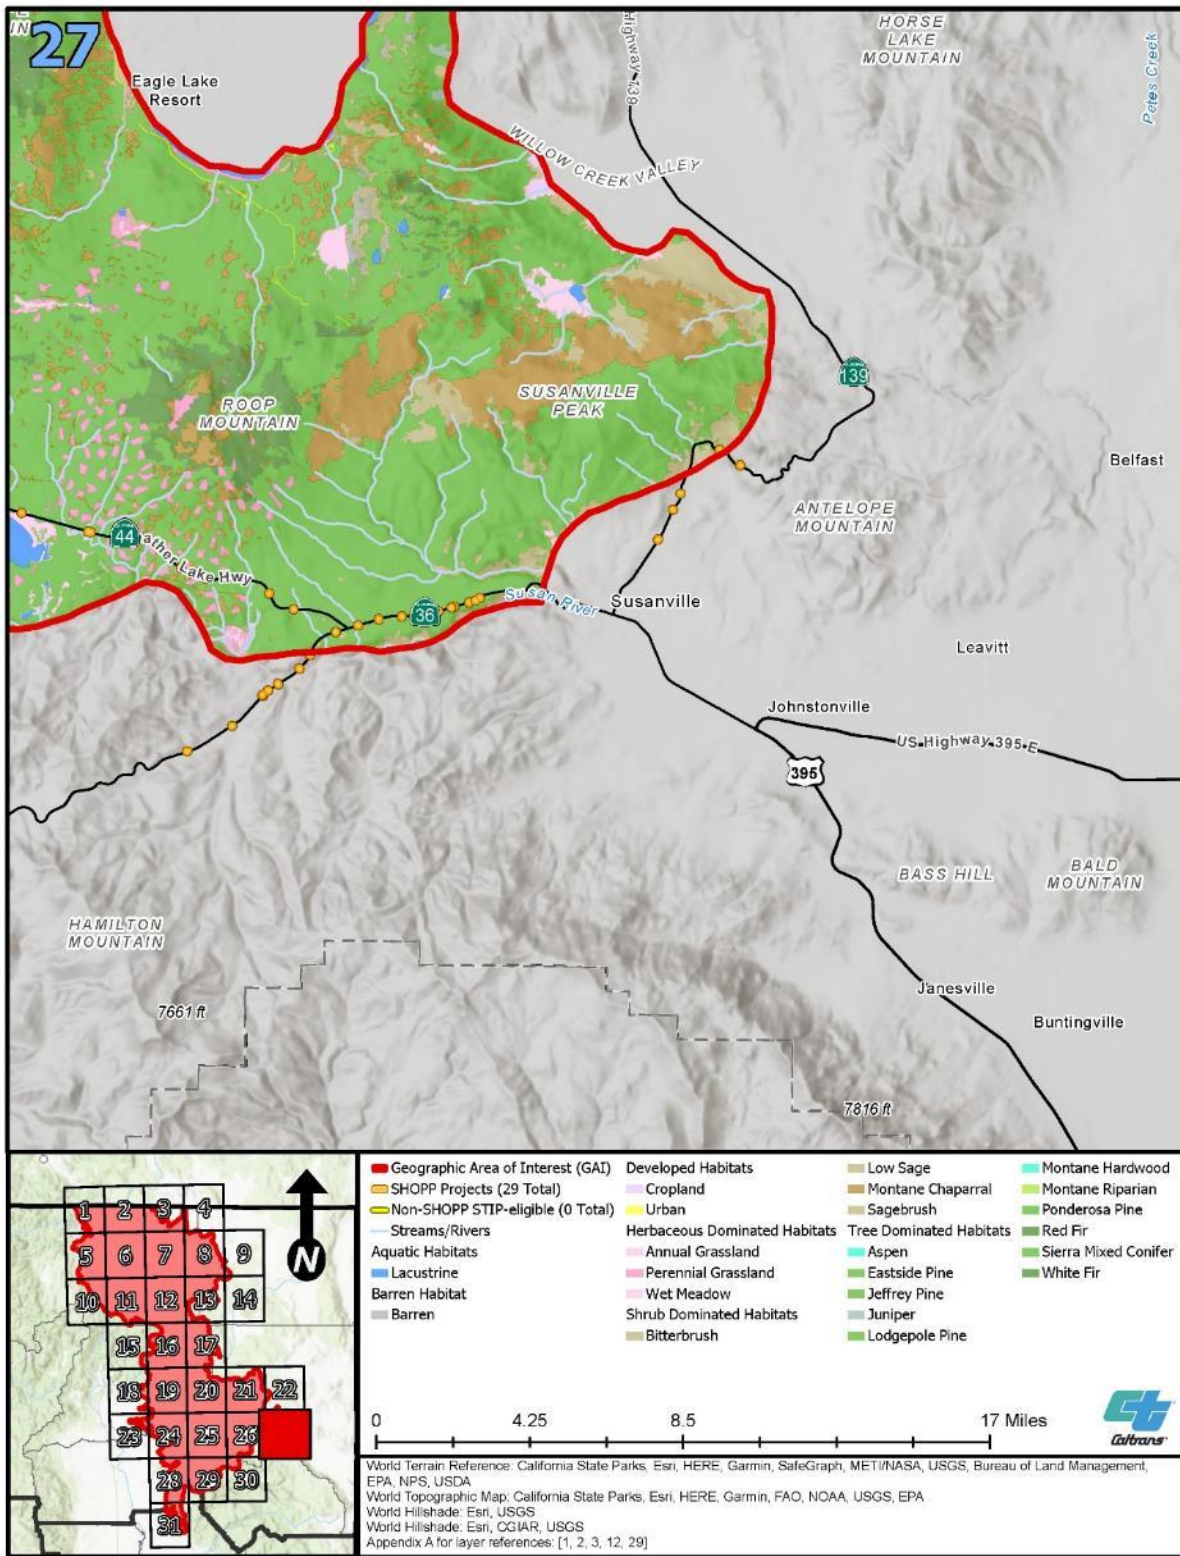 27
E
IN
Eagle Lake
Resort
Highway 139
HORSE
LAKE
MOUNTAIN
Petes Creek
WILLOW CREEK VALLEY
ROOP
MOUNTAIN
SUSANVILLE
PEAK
139
Belfast
ANTELOPE
MOUNTAIN
44
ather Lake Hwy
36
Susan River
Susanville
Leavitt
Johnstonville
US Highway 395 E
395
BASS HILL
BALD
MOUNTAIN
HAMILTON
MOUNTAIN
7661 ft
Janesville
Buntingville
7816 ft
1 2 3 4
5 6 7 8 9
10 11 12 13 14
15 16 17
18 19 20 21 22
23 24 25 26
28 29 30
31
N
Geographic Area of Interest (GAI)
SHOPP Projects (29 Total)
Non-SHOPP STIP-eligible (0 Total)
Streams/Rivers
Aquatic Habitats
Lacustrine
Barren Habitat
Barren
Developed Habitats
Cropland
Urban
Herbaceous Dominated Habitats
Annual Grassland
Perennial Grassland
Wet Meadow
Shrub Dominated Habitats
Bitterbrush
Low Sage
Montane Chaparral
Sagebrush
Tree Dominated Habitats
Aspen
Eastside Pine
Jeffrey Pine
Juniper
Lodgepole Pine
Montane Hardwood
Montane Riparian
Ponderosa Pine
Red Fir
Sierra Mixed Conifer
White Fir
0 4.25 8.5 17 Miles
Caltrans
World Terrain Reference: California State Parks, Esri, HERE, Garmin, SafeGraph, METI/NASA, USGS, Bureau of Land Management,
EPA, NPS, USDA
World Topographic Map: California State Parks, Esri, HERE, Garmin, FAO, NOAA, USGS, EPA
World Hillshade: Esri, USGS
World Hillshade: Esri, CGIAR, USGS
Appendix A for layer references: [1, 2, 3, 12, 29]